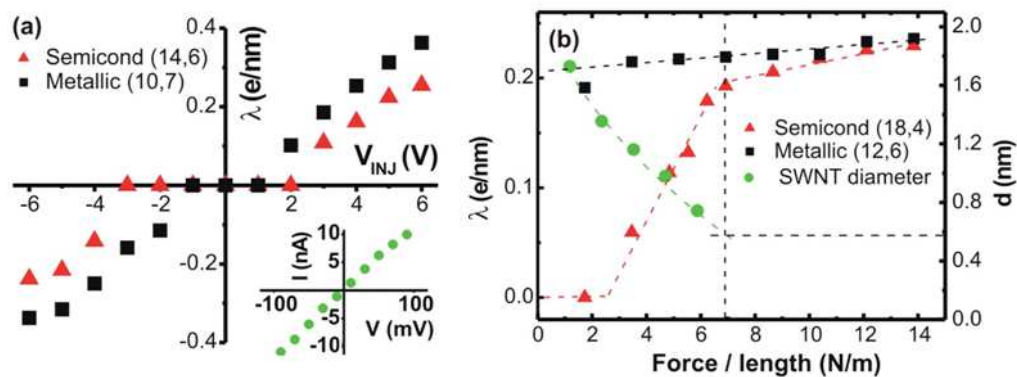 (a)
Semicond (14,6)
Metallic (10,7)
λ (e/nm)
0.4
0.2
V_INJ (V)
-6 -4 -2 2 4 6
-0.2
-0.4
I (nA)
10
5
-5
-10
-100 100
V (mV)
(b)
λ (e/nm)
0.2
0.1
0.0
Semicond (18,4)
Metallic (12,6)
SWNT diameter
d (nm)
2.0
1.6
1.2
0.8
0.4
0.0
0 2 4 6 8 10 12 14
Force / length (N/m)